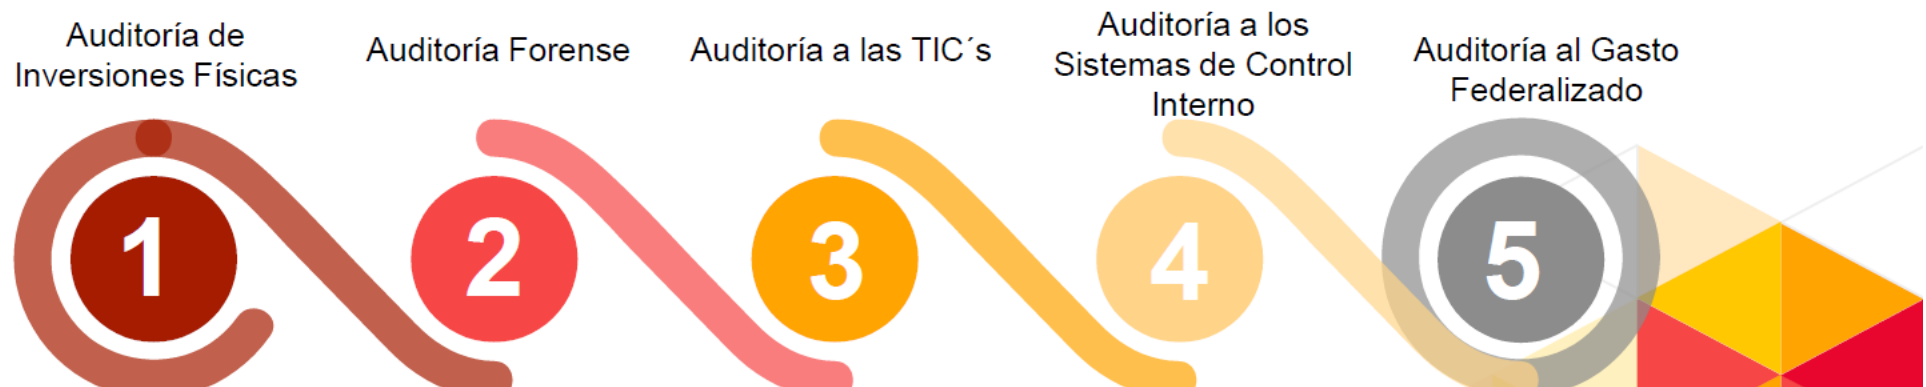 Auditoría de
Inversiones Físicas
Auditoría Forense
Auditoría a las TIC´s
Auditoría a los
Sistemas de Control
Interno
Auditoría al Gasto
Federalizado
1
2
3
4
5